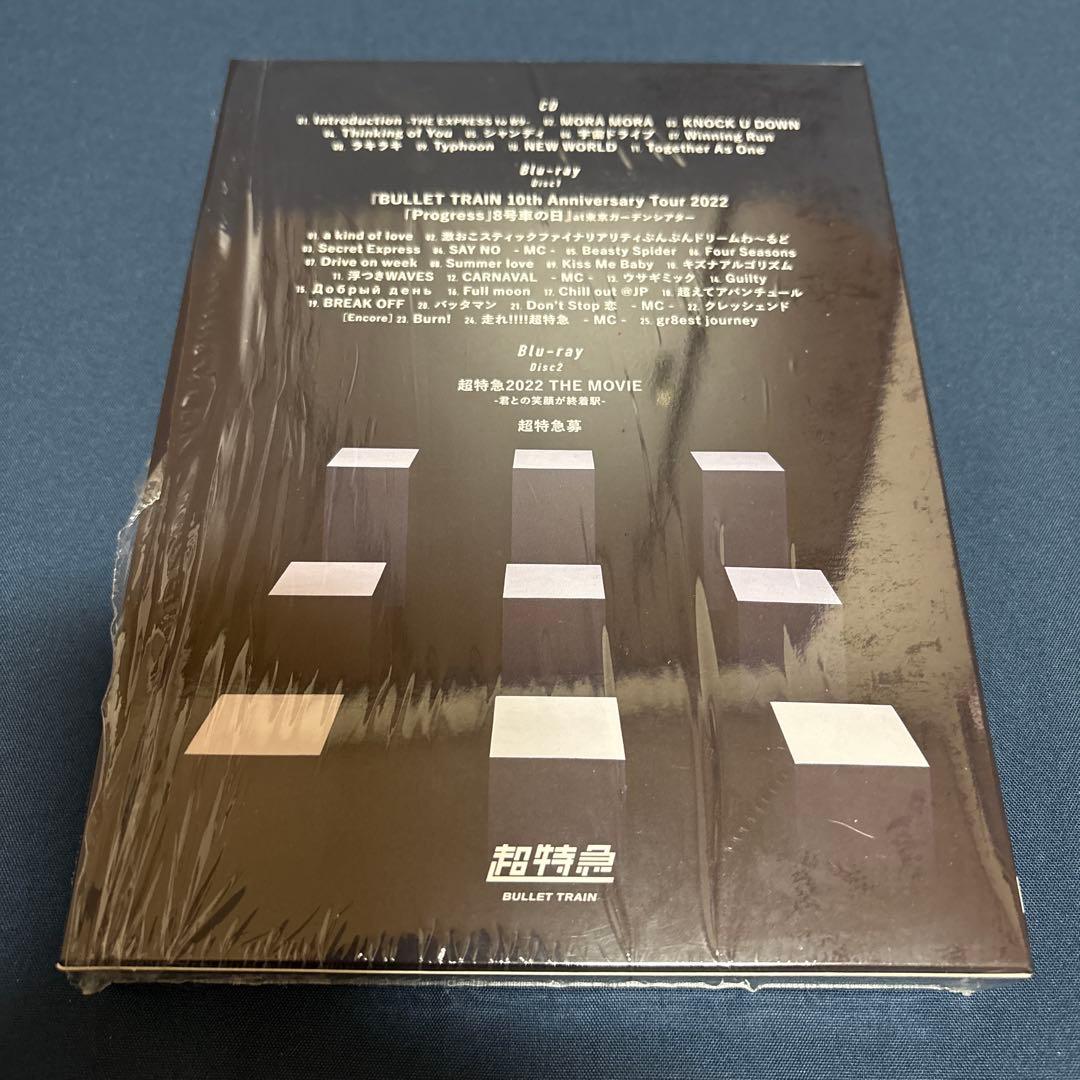 CD
01. Introduction -THE EXPRESS to B9- 02. MORA MORA 03. KNOCK U DOWN
04. Thinking of You 05. シャンディ 06. 宇宙ドライブ 07. Winning Run
08. ラキラキ 09. Typhoon 10. NEW WORLD 11. Together As One
Blu-ray
Disc1
『BULLET TRAIN 10th Anniversary Tour 2022
「Progress」8号車の日』at東京ガーデンシアター
01. a kind of love 02. 激おこスティックファイナリアリティぷんぷんドリームわ〜るど
03. Secret Express 04. SAY NO - MC - 05. Beasty Spider 06. Four Seasons
07. Drive on week 08. Summer love 09. Kiss Me Baby 10. キズナアルゴリズム
11. 浮つきWAVES 12. CARNAVAL - MC - 13. ウサギミック 14. Guilty
15. Добрый день 16. Full moon 17. Chill out @JP 18. 超えてアバンチュール
19. BREAK OFF 20. バッタマン 21. Don't Stop 恋 - MC - 22. クレッシェンド
[Encore] 23. Burn! 24. 走れ!!!!超特急 - MC - 25. gr8est journey
Blu-ray
Disc2
超特急2022 THE MOVIE
-君との笑顔が終着駅-
超特急募
超特急
BULLET TRAIN